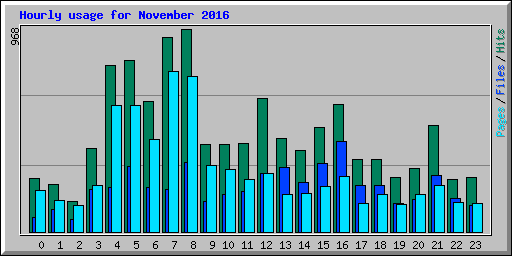 Hourly usage for November 2016
968
Pages / Files / Hits
0 1 2 3 4 5 6 7 8 9 10 11 12 13 14 15 16 17 18 19 20 21 22 23